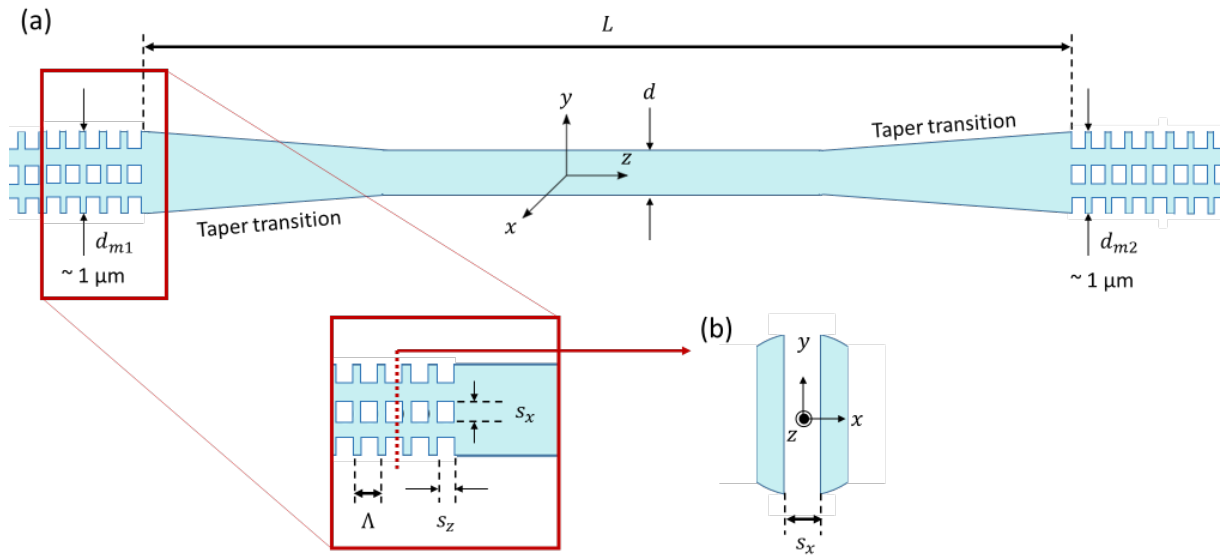 (a)
L
y
d
Taper transition
z
x
Taper transition
d_{m1}
~ 1 μm
d_{m2}
~ 1 μm
(b)
s_x
y
x
z
Λ
s_z
s_x